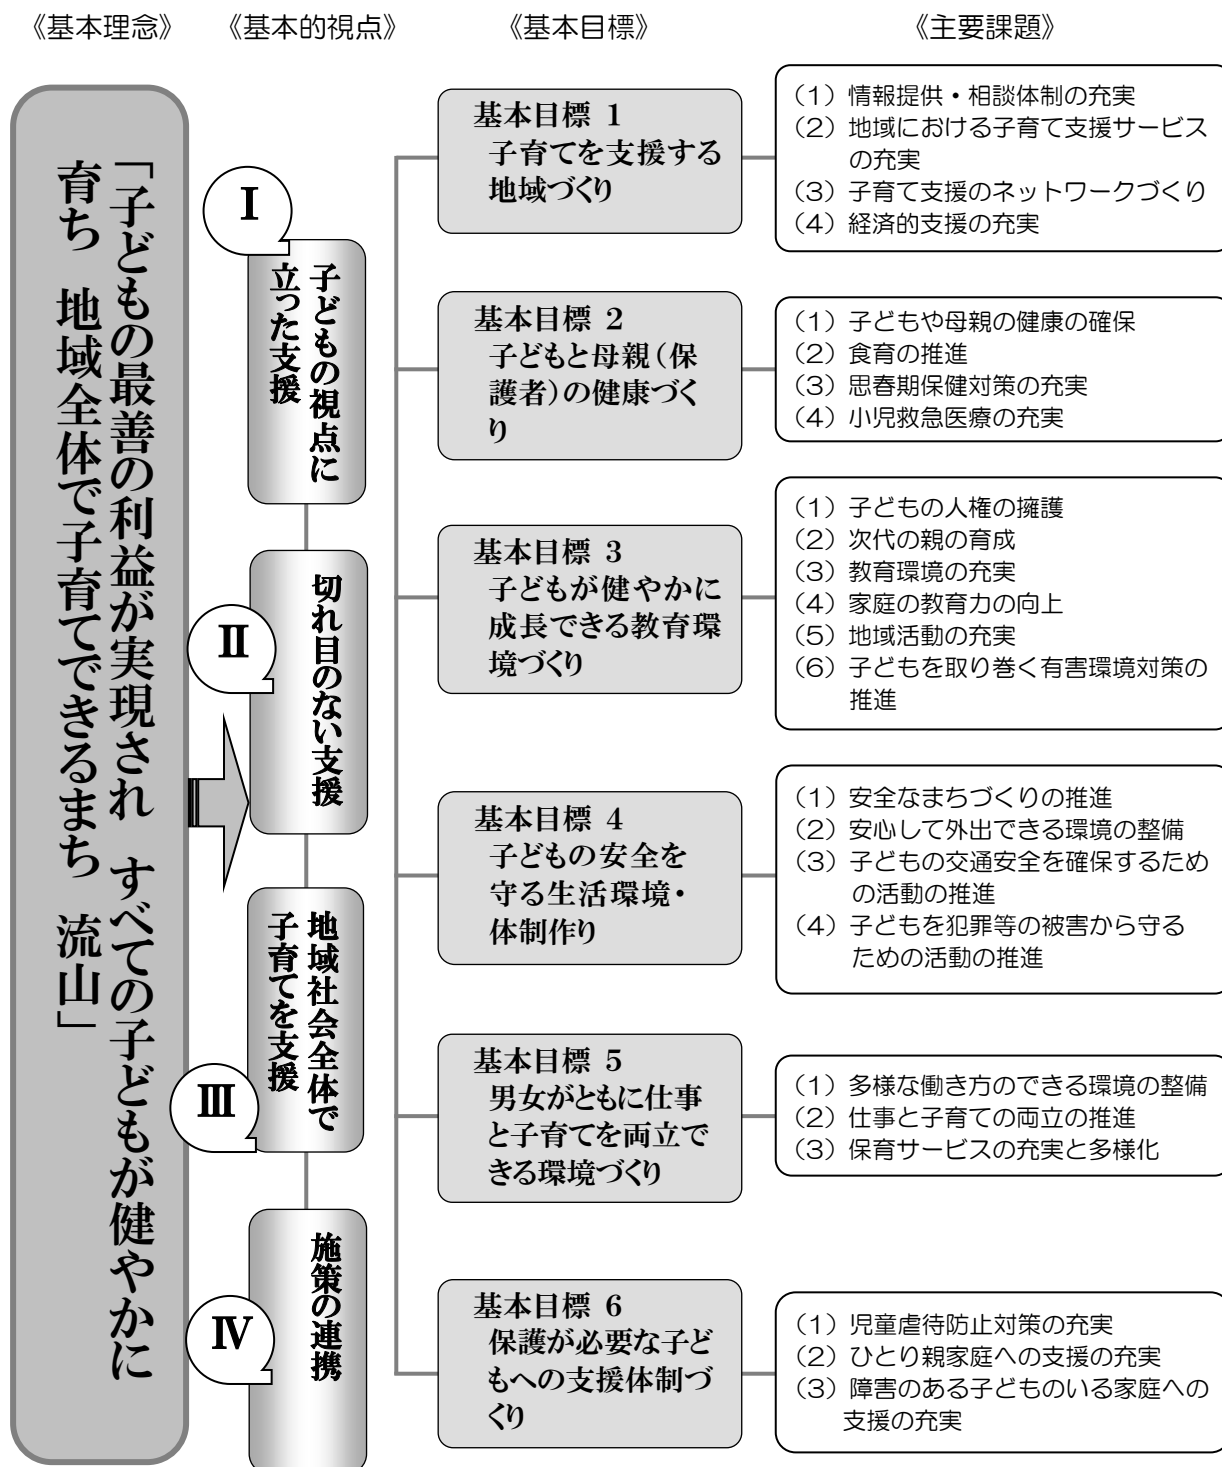 《基本理念》
《基本的視点》
《基本目標》
《主要課題》
「子どもの最善の利益が実現され すべての子どもが健やかに
育ち 地域全体で子育てできるまち 流山」
Ⅰ
子どもの視点に
立った支援
Ⅱ
切れ目のない支援
Ⅲ
地域社会全体で
子育てを支援
Ⅳ
施策の連携
基本目標 1
子育てを支援する
地域づくり
(1)情報提供・相談体制の充実
(2)地域における子育て支援サービス
の充実
(3)子育て支援のネットワークづくり
(4)経済的支援の充実
基本目標 2
子どもと母親(保
護者)の健康づく
り
(1)子どもや母親の健康の確保
(2)食育の推進
(3)思春期保健対策の充実
(4)小児救急医療の充実
基本目標 3
子どもが健やかに
成長できる教育環
境づくり
(1)子どもの人権の擁護
(2)次代の親の育成
(3)教育環境の充実
(4)家庭の教育力の向上
(5)地域活動の充実
(6)子どもを取り巻く有害環境対策の
推進
基本目標 4
子どもの安全を
守る生活環境・
体制作り
(1)安全なまちづくりの推進
(2)安心して外出できる環境の整備
(3)子どもの交通安全を確保するため
の活動の推進
(4)子どもを犯罪等の被害から守る
ための活動の推進
基本目標 5
男女がともに仕事
と子育てを両立で
きる環境づくり
(1)多様な働き方のできる環境の整備
(2)仕事と子育ての両立の推進
(3)保育サービスの充実と多様化
基本目標 6
保護が必要な子ど
もへの支援体制づ
くり
(1)児童虐待防止対策の充実
(2)ひとり親家庭への支援の充実
(3)障害のある子どものいる家庭への
支援の充実